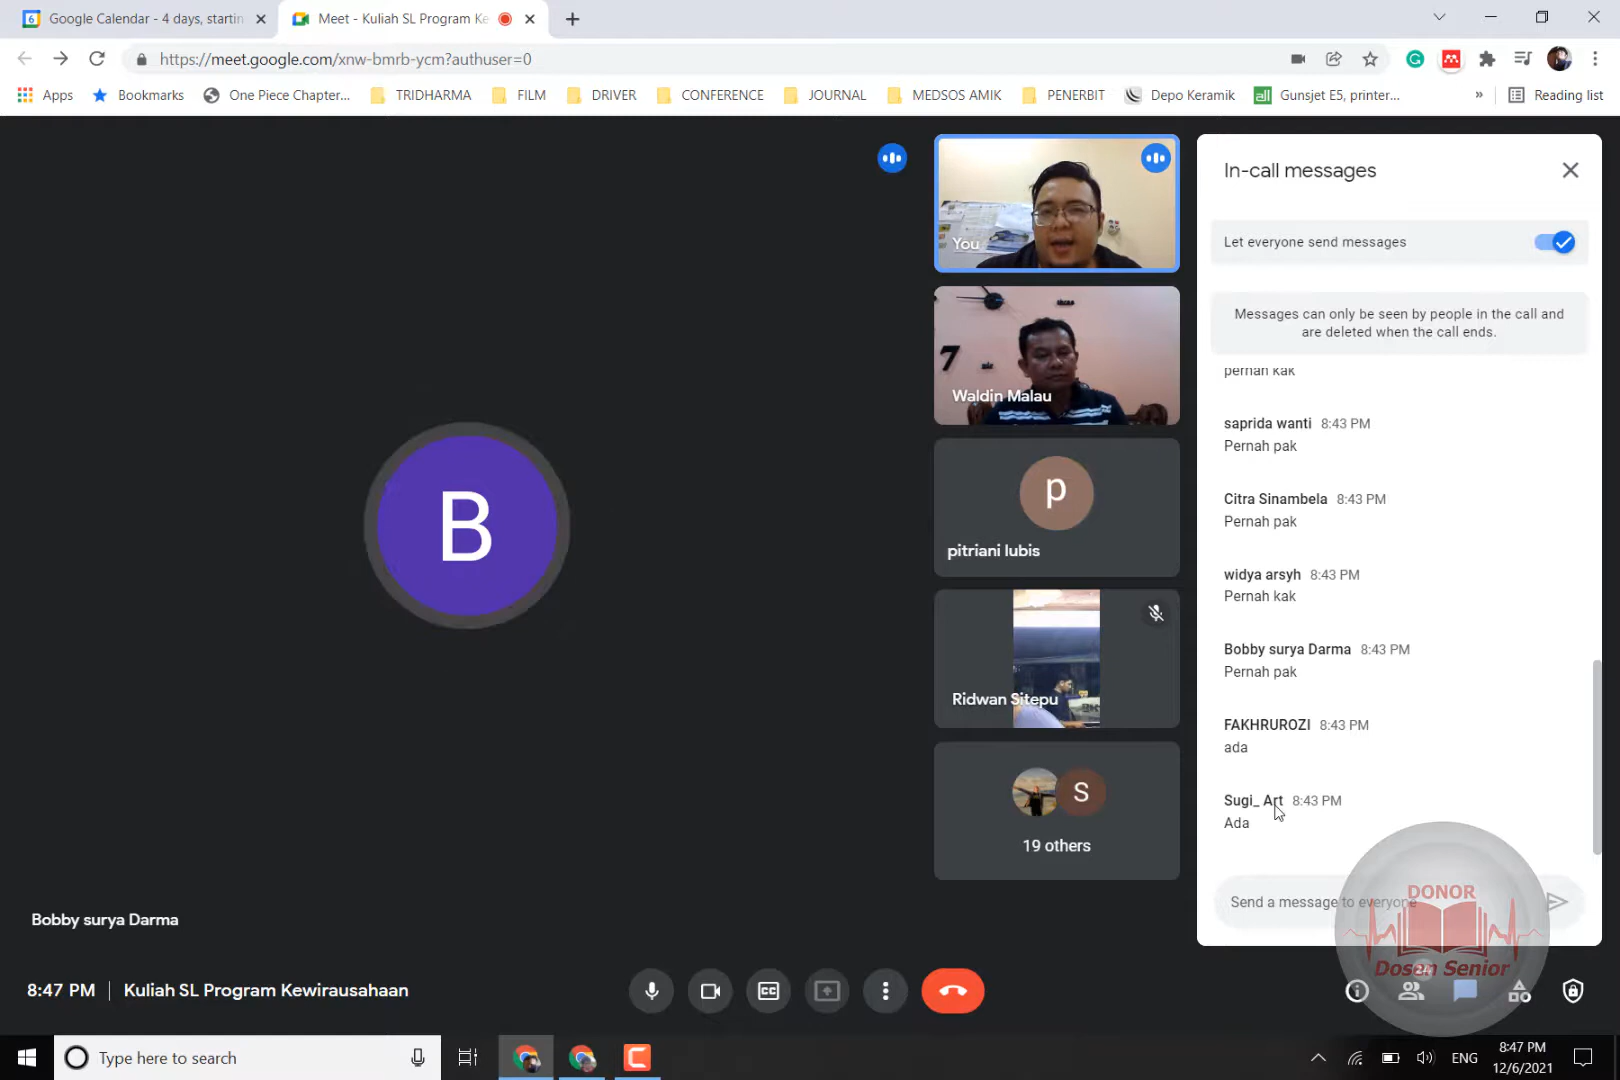 Google Calendar - 4 days, startin
Meet - Kuliah SL Program Ke
https://meet.google.com/xnw-bmrb-ycm?authuser=0
Apps
Bookmarks
One Piece Chapter...
TRIDHARMA
FILM
DRIVER
CONFERENCE
JOURNAL
MEDSOS AMIK
PENERBIT
Depo Keramik
Gunsjet E5, printer...
»
Reading list
You
Waldin Malau
7
p
pitriani lubis
Ridwan Sitepu
S
19 others
B
Bobby surya Darma
In-call messages
Let everyone send messages
Messages can only be seen by people in the call and
are deleted when the call ends.
pernah kak
saprida wanti 8:43 PM
Pernah pak
Citra Sinambela 8:43 PM
Pernah pak
widya arsyh 8:43 PM
Pernah kak
Bobby surya Darma 8:43 PM
Pernah pak
FAKHRUROZI 8:43 PM
ada
Sugi_ Art 8:43 PM
Ada
Send a message to everyone
DONOR
Dosen Senior
8:47 PM | Kuliah SL Program Kewirausahaan
CC
Type here to search
ENG
8:47 PM
12/6/2021